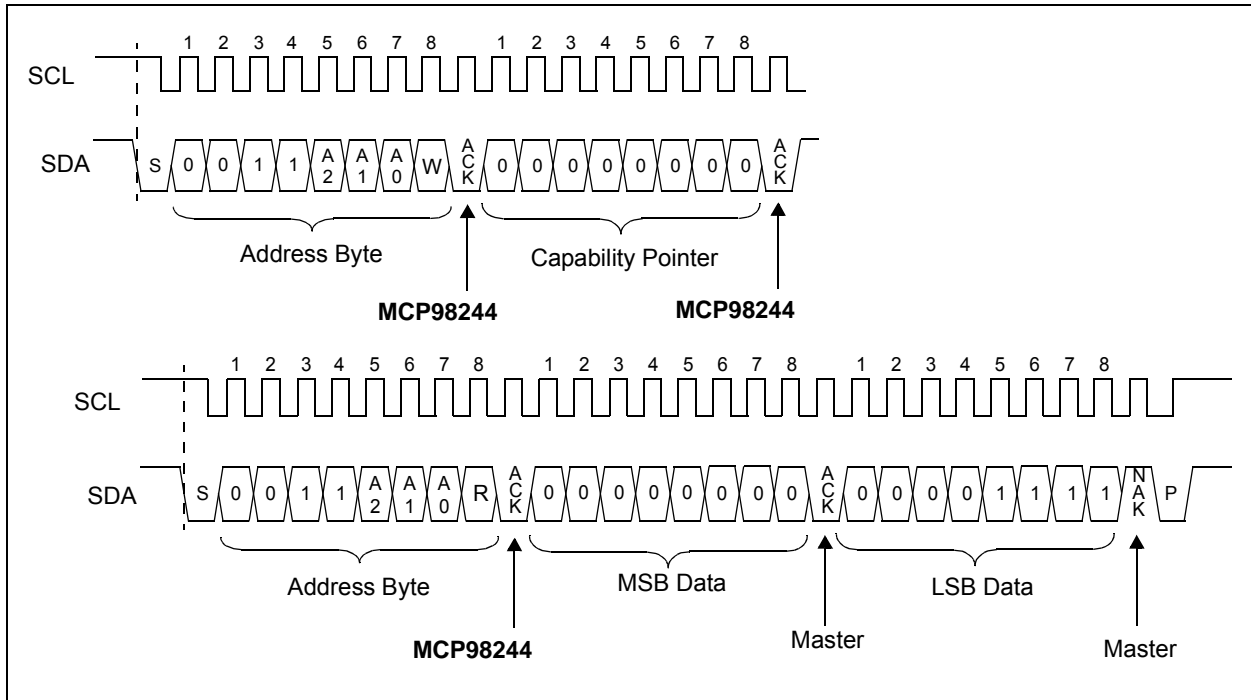 1 2 3 4 5 6 7 8 1 2 3 4 5 6 7 8
SCL
SDA S 0 0 1 1 A2 A1 A0 W ACK 0 0 0 0 0 0 0 0 ACK
Address Byte Capability Pointer
MCP98244 MCP98244
1 2 3 4 5 6 7 8 1 2 3 4 5 6 7 8 1 2 3 4 5 6 7 8
SCL
SDA S 0 0 1 1 A2 A1 A0 R ACK 0 0 0 0 0 0 0 0 ACK 0 0 0 0 1 1 1 1 NAK P
Address Byte MSB Data LSB Data
MCP98244 Master Master